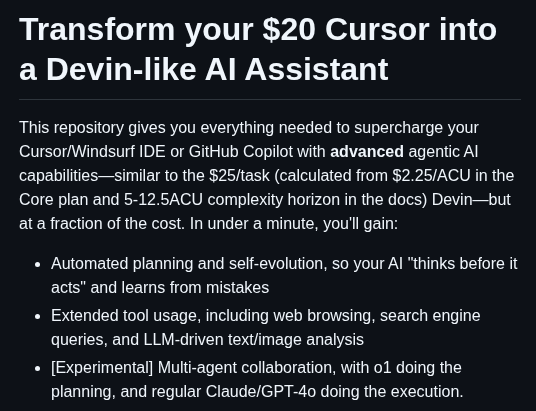 Transform your $20 Cursor into
a Devin-like AI Assistant
This repository gives you everything needed to supercharge your
Cursor/Windsurf IDE or GitHub Copilot with advanced agentic AI
capabilities—similar to the $25/task (calculated from $2.25/ACU in the
Core plan and 5-12.5ACU complexity horizon in the docs) Devin—but
at a fraction of the cost. In under a minute, you'll gain:
• Automated planning and self-evolution, so your AI "thinks before it
acts" and learns from mistakes
• Extended tool usage, including web browsing, search engine
queries, and LLM-driven text/image analysis
• [Experimental] Multi-agent collaboration, with o1 doing the
planning, and regular Claude/GPT-4o doing the execution.